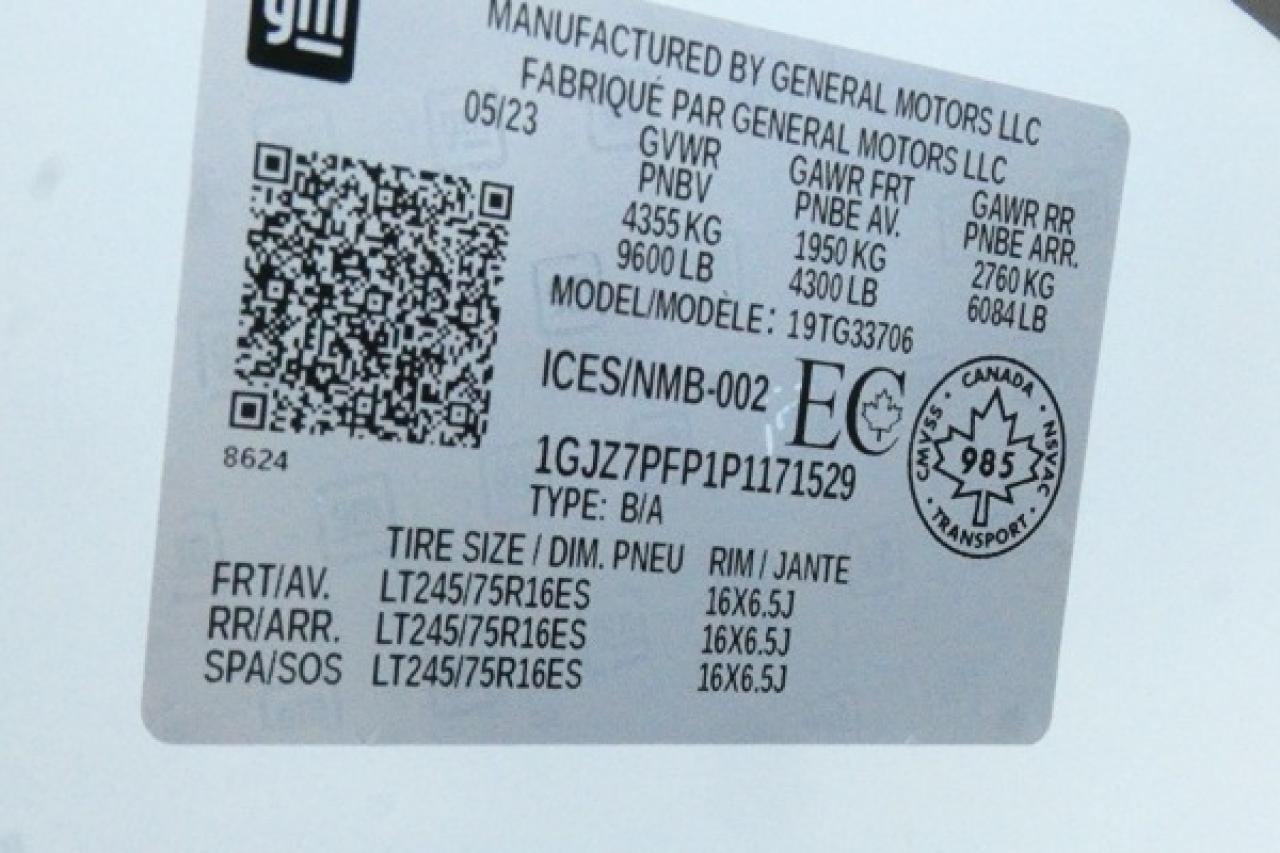 gm
MANUFACTURED BY GENERAL MOTORS LLC
FABRIQUÉ PAR GENERAL MOTORS LLC
05/23
GVWR GAWR FRT GAWR RR
PNBV PNBE AV. PNBE ARR.
4355 KG 1950 KG 2760 KG
9600 LB 4300 LB 6084 LB
MODEL/MODÈLE: 19TG33706
ICES/NMB-002 EC
CANADA
CMVSS 985 NSVAC
TRANSPORT
8624
1GJZ7PFP1P1171529
TYPE: B/A
TIRE SIZE / DIM. PNEU RIM / JANTE
FRT/AV. LT245/75R16ES 16X6.5J
RR/ARR. LT245/75R16ES 16X6.5J
SPA/SOS LT245/75R16ES 16X6.5J